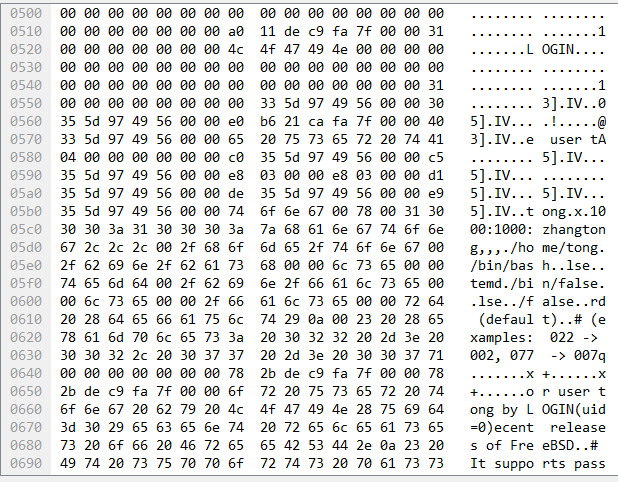 0500 00 00 00 00 00 00 00 00 00 00 00 00 00 00 00 00 ........ ........
0510 00 00 00 00 00 00 00 a0 11 de c9 fa 7f 00 00 31 ........ .......1
0520 00 00 00 00 00 00 00 4c 4f 47 49 4e 00 00 00 00 .......L OGIN....
0530 00 00 00 00 00 00 00 00 00 00 00 00 00 00 00 00 ........ ........
0540 00 00 00 00 00 00 00 00 00 00 00 00 00 00 00 31 ........ .......1
0550 00 00 00 00 00 00 00 00 33 5d 97 49 56 00 00 30 ........ 3].IV..0
0560 35 5d 97 49 56 00 00 e0 b6 21 ca fa 7f 00 00 40 5].IV... .!.....@
0570 33 5d 97 49 56 00 00 65 20 75 73 65 72 20 74 41 3].IV..e user tA
0580 04 00 00 00 00 00 00 c0 35 5d 97 49 56 00 00 c5 ........ 5].IV...
0590 35 5d 97 49 56 00 00 e8 03 00 00 e8 03 00 00 d1 5].IV... ........
05a0 35 5d 97 49 56 00 00 de 35 5d 97 49 56 00 00 e9 5].IV... 5].IV...
05b0 35 5d 97 49 56 00 00 74 6f 6e 67 00 78 00 31 30 5].IV..t ong.x.10
05c0 30 30 3a 31 30 30 30 3a 7a 68 61 6e 67 74 6f 6e 00:1000: zhangton
05d0 67 2c 2c 2c 00 2f 68 6f 6d 65 2f 74 6f 6e 67 00 g,,,./ho me/tong.
05e0 2f 62 69 6e 2f 62 61 73 68 00 00 6c 73 65 00 00 /bin/bas h..lse..
05f0 74 65 6d 64 00 2f 62 69 6e 2f 66 61 6c 73 65 00 temd./bi n/false.
0600 00 6c 73 65 00 00 2f 66 61 6c 73 65 00 00 72 64 .lse../f alse..rd
0610 20 28 64 65 66 61 75 6c 74 29 0a 00 23 20 28 65 (defaul t)..# (e
0620 78 61 6d 70 6c 65 73 3a 20 30 32 32 20 2d 3e 20 xamples: 022 ->
0630 30 30 32 2c 20 30 37 37 20 2d 3e 20 30 30 37 71 002, 077 -> 007q
0640 00 00 00 00 00 00 00 78 2b de c9 fa 7f 00 00 78 .......x +......x
0650 2b de c9 fa 7f 00 00 6f 72 20 75 73 65 72 20 74 +......o r user t
0660 6f 6e 67 20 62 79 20 4c 4f 47 49 4e 28 75 69 64 ong by L OGIN(uid
0670 3d 30 29 65 63 65 6e 74 20 72 65 6c 65 61 73 65 =0)ecent release
0680 73 20 6f 66 20 46 72 65 65 42 53 44 2e 0a 23 20 s of Fre eBSD..#
0690 49 74 20 73 75 70 70 6f 72 74 73 20 70 61 73 73 It suppo rts pass